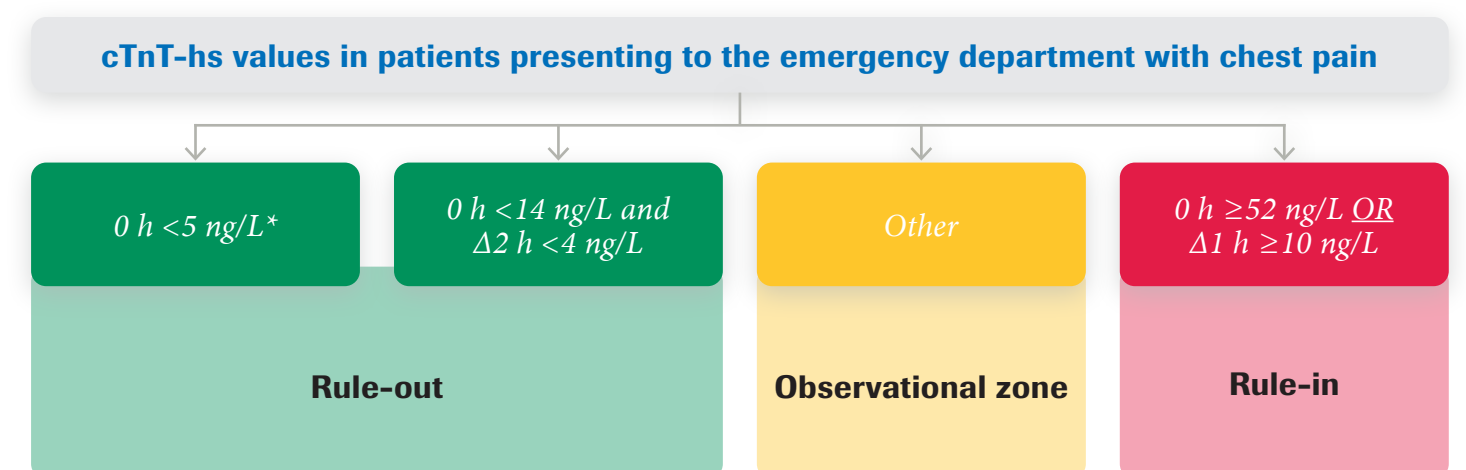 cTnT-hs values in patients presenting to the emergency department with chest pain
0 h <5 ng/L*
0 h <14 ng/L and
Δ2 h <4 ng/L
Other
0 h ≥52 ng/L OR
Δ1 h ≥10 ng/L
Rule-out
Observational zone
Rule-in